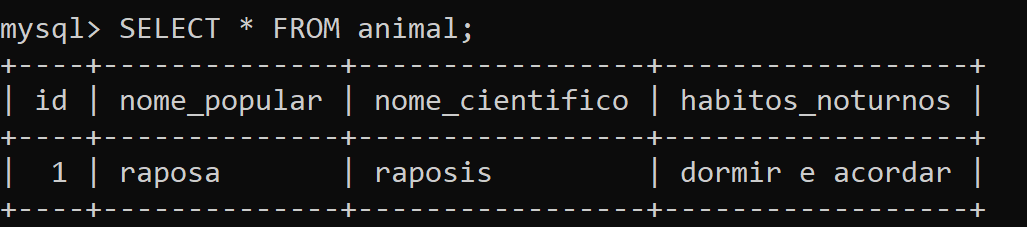 mysql> SELECT * FROM animal;
+----+--------------+-----------------+------------------+
| id | nome_popular | nome_cientifico | habitos_noturnos |
+----+--------------+-----------------+------------------+
|  1 | raposa       | raposis         | dormir e acordar |
+----+--------------+-----------------+------------------+